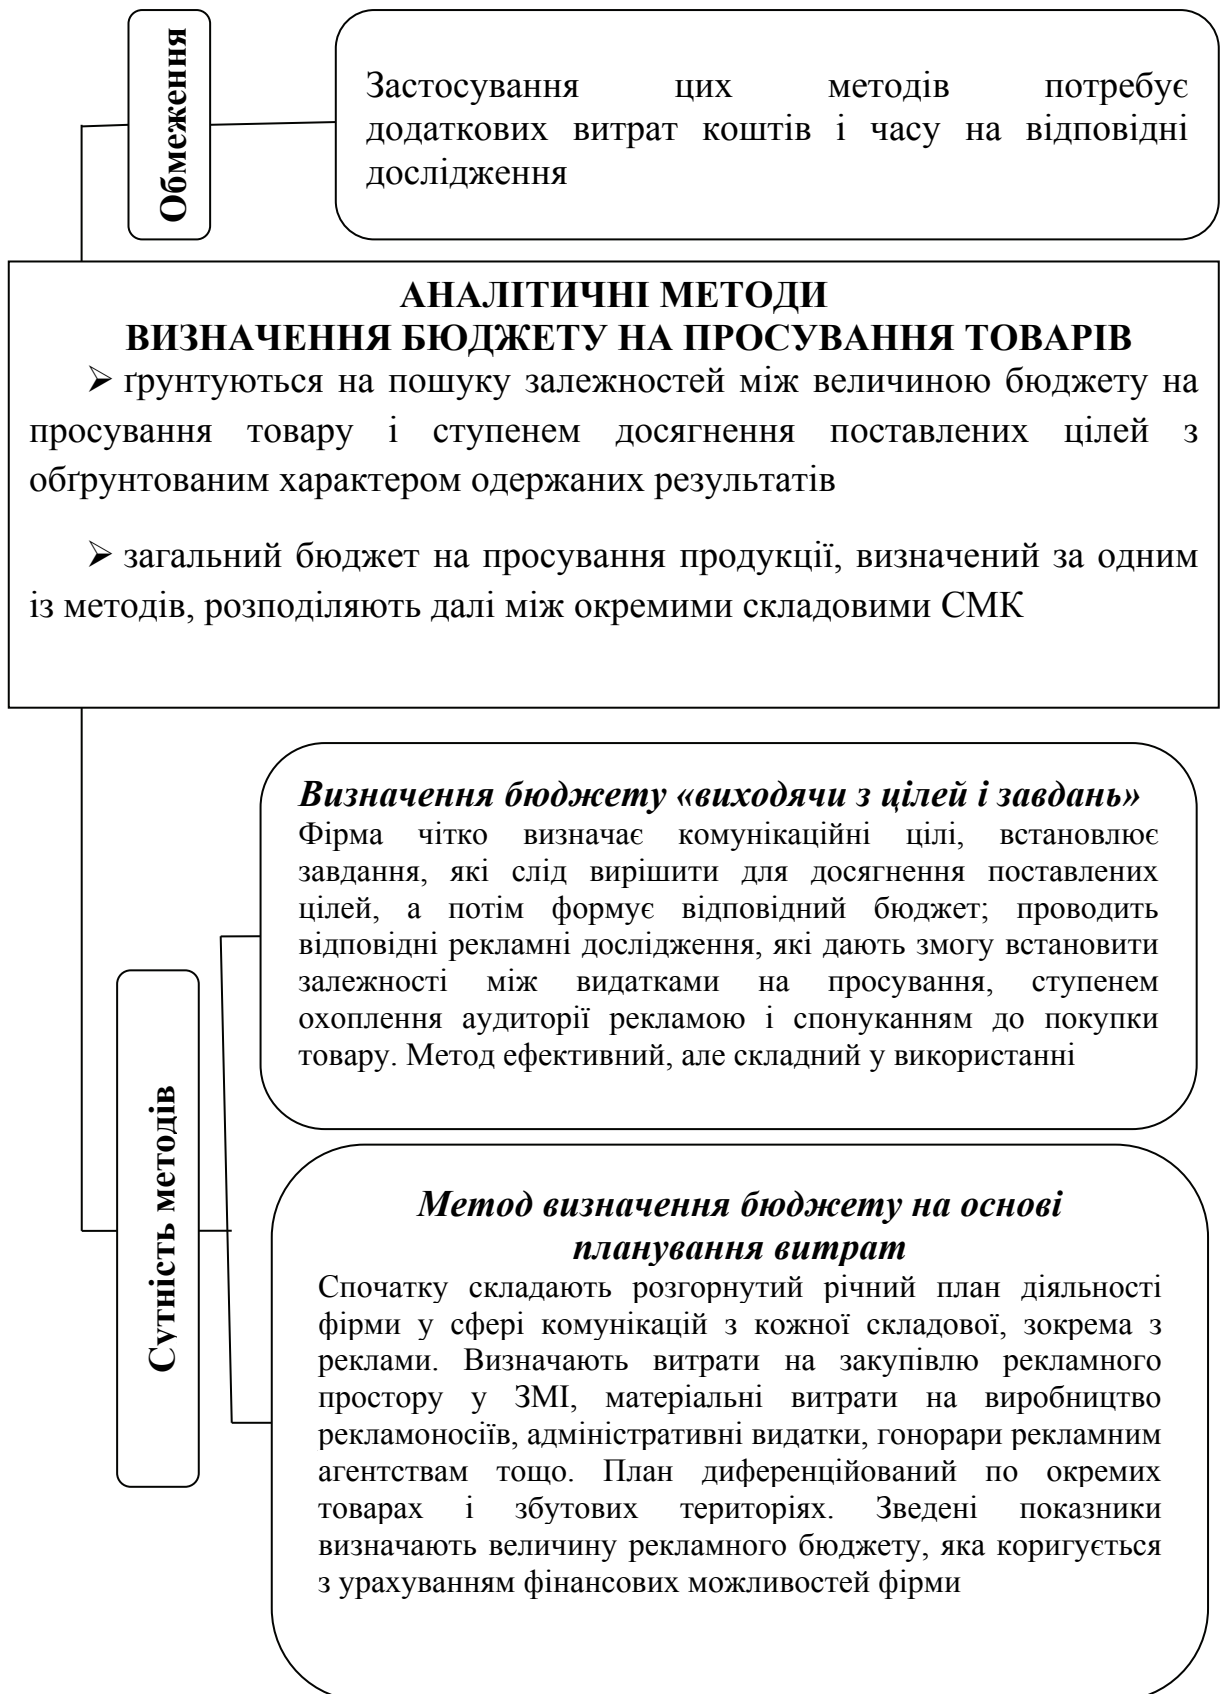 Обмеження
Застосування цих методів потребує
додаткових витрат коштів і часу на відповідні
дослідження
АНАЛІТИЧНІ МЕТОДИ
ВИЗНАЧЕННЯ БЮДЖЕТУ НА ПРОСУВАННЯ ТОВАРІВ
➢ ґрунтуються на пошуку залежностей між величиною бюджету на
просування товару і ступенем досягнення поставлених цілей з
обґрунтованим характером одержаних результатів
➢ загальний бюджет на просування продукції, визначений за одним
із методів, розподіляють далі між окремими складовими СМК
Сутність методів
Визначення бюджету «виходячи з цілей і завдань»
Фірма чітко визначає комунікаційні цілі, встановлює
завдання, які слід вирішити для досягнення поставлених
цілей, а потім формує відповідний бюджет; проводить
відповідні рекламні дослідження, які дають змогу встановити
залежності між видатками на просування, ступенем
охоплення аудиторії рекламою і спонуканням до покупки
товару. Метод ефективний, але складний у використанні
Метод визначення бюджету на основі
планування витрат
Спочатку складають розгорнутий річний план діяльності
фірми у сфері комунікацій з кожної складової, зокрема з
реклами. Визначають витрати на закупівлю рекламного
простору у ЗМІ, матеріальні витрати на виробництво
рекламоносіїв, адміністративні видатки, гонорари рекламним
агентствам тощо. План диференційований по окремих
товарах і збутових територіях. Зведені показники
визначають величину рекламного бюджету, яка коригується
з урахуванням фінансових можливостей фірми